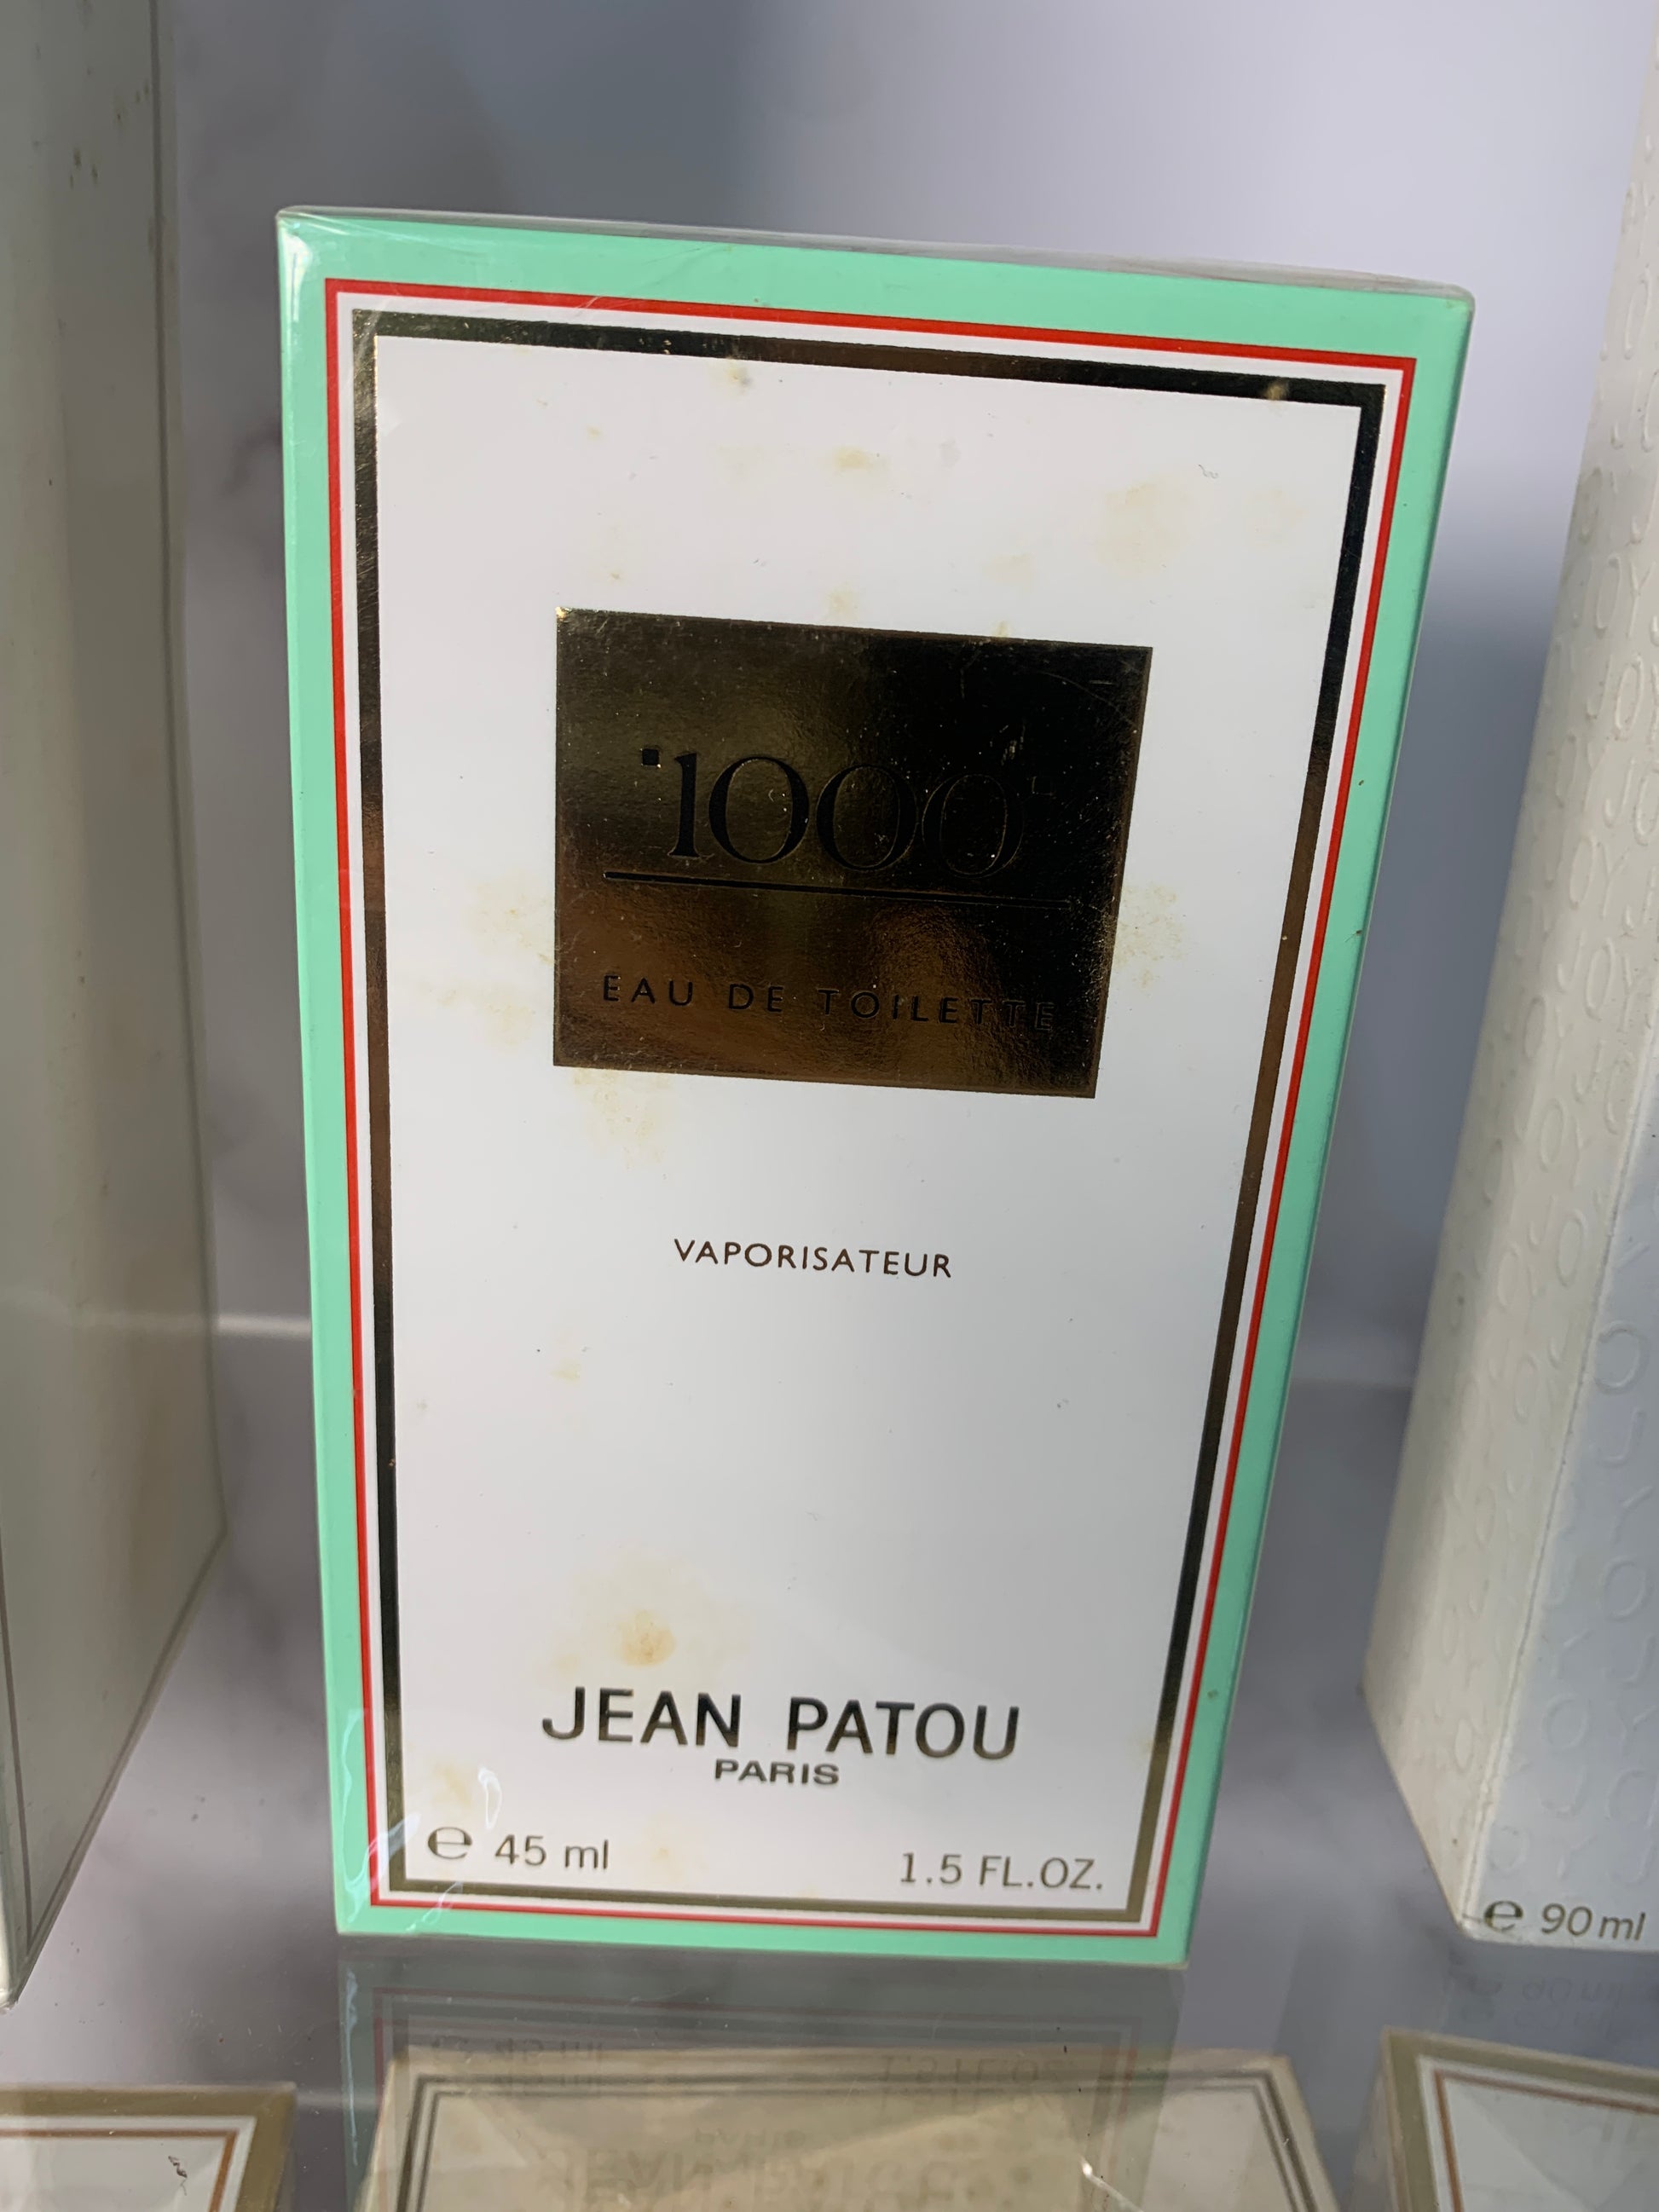 '1000'
EAU DE TOILETTE
VAPORISATEUR
JEAN PATOU
PARIS
℮ 45 ml
1.5 FL.OZ.
℮ 90 ml